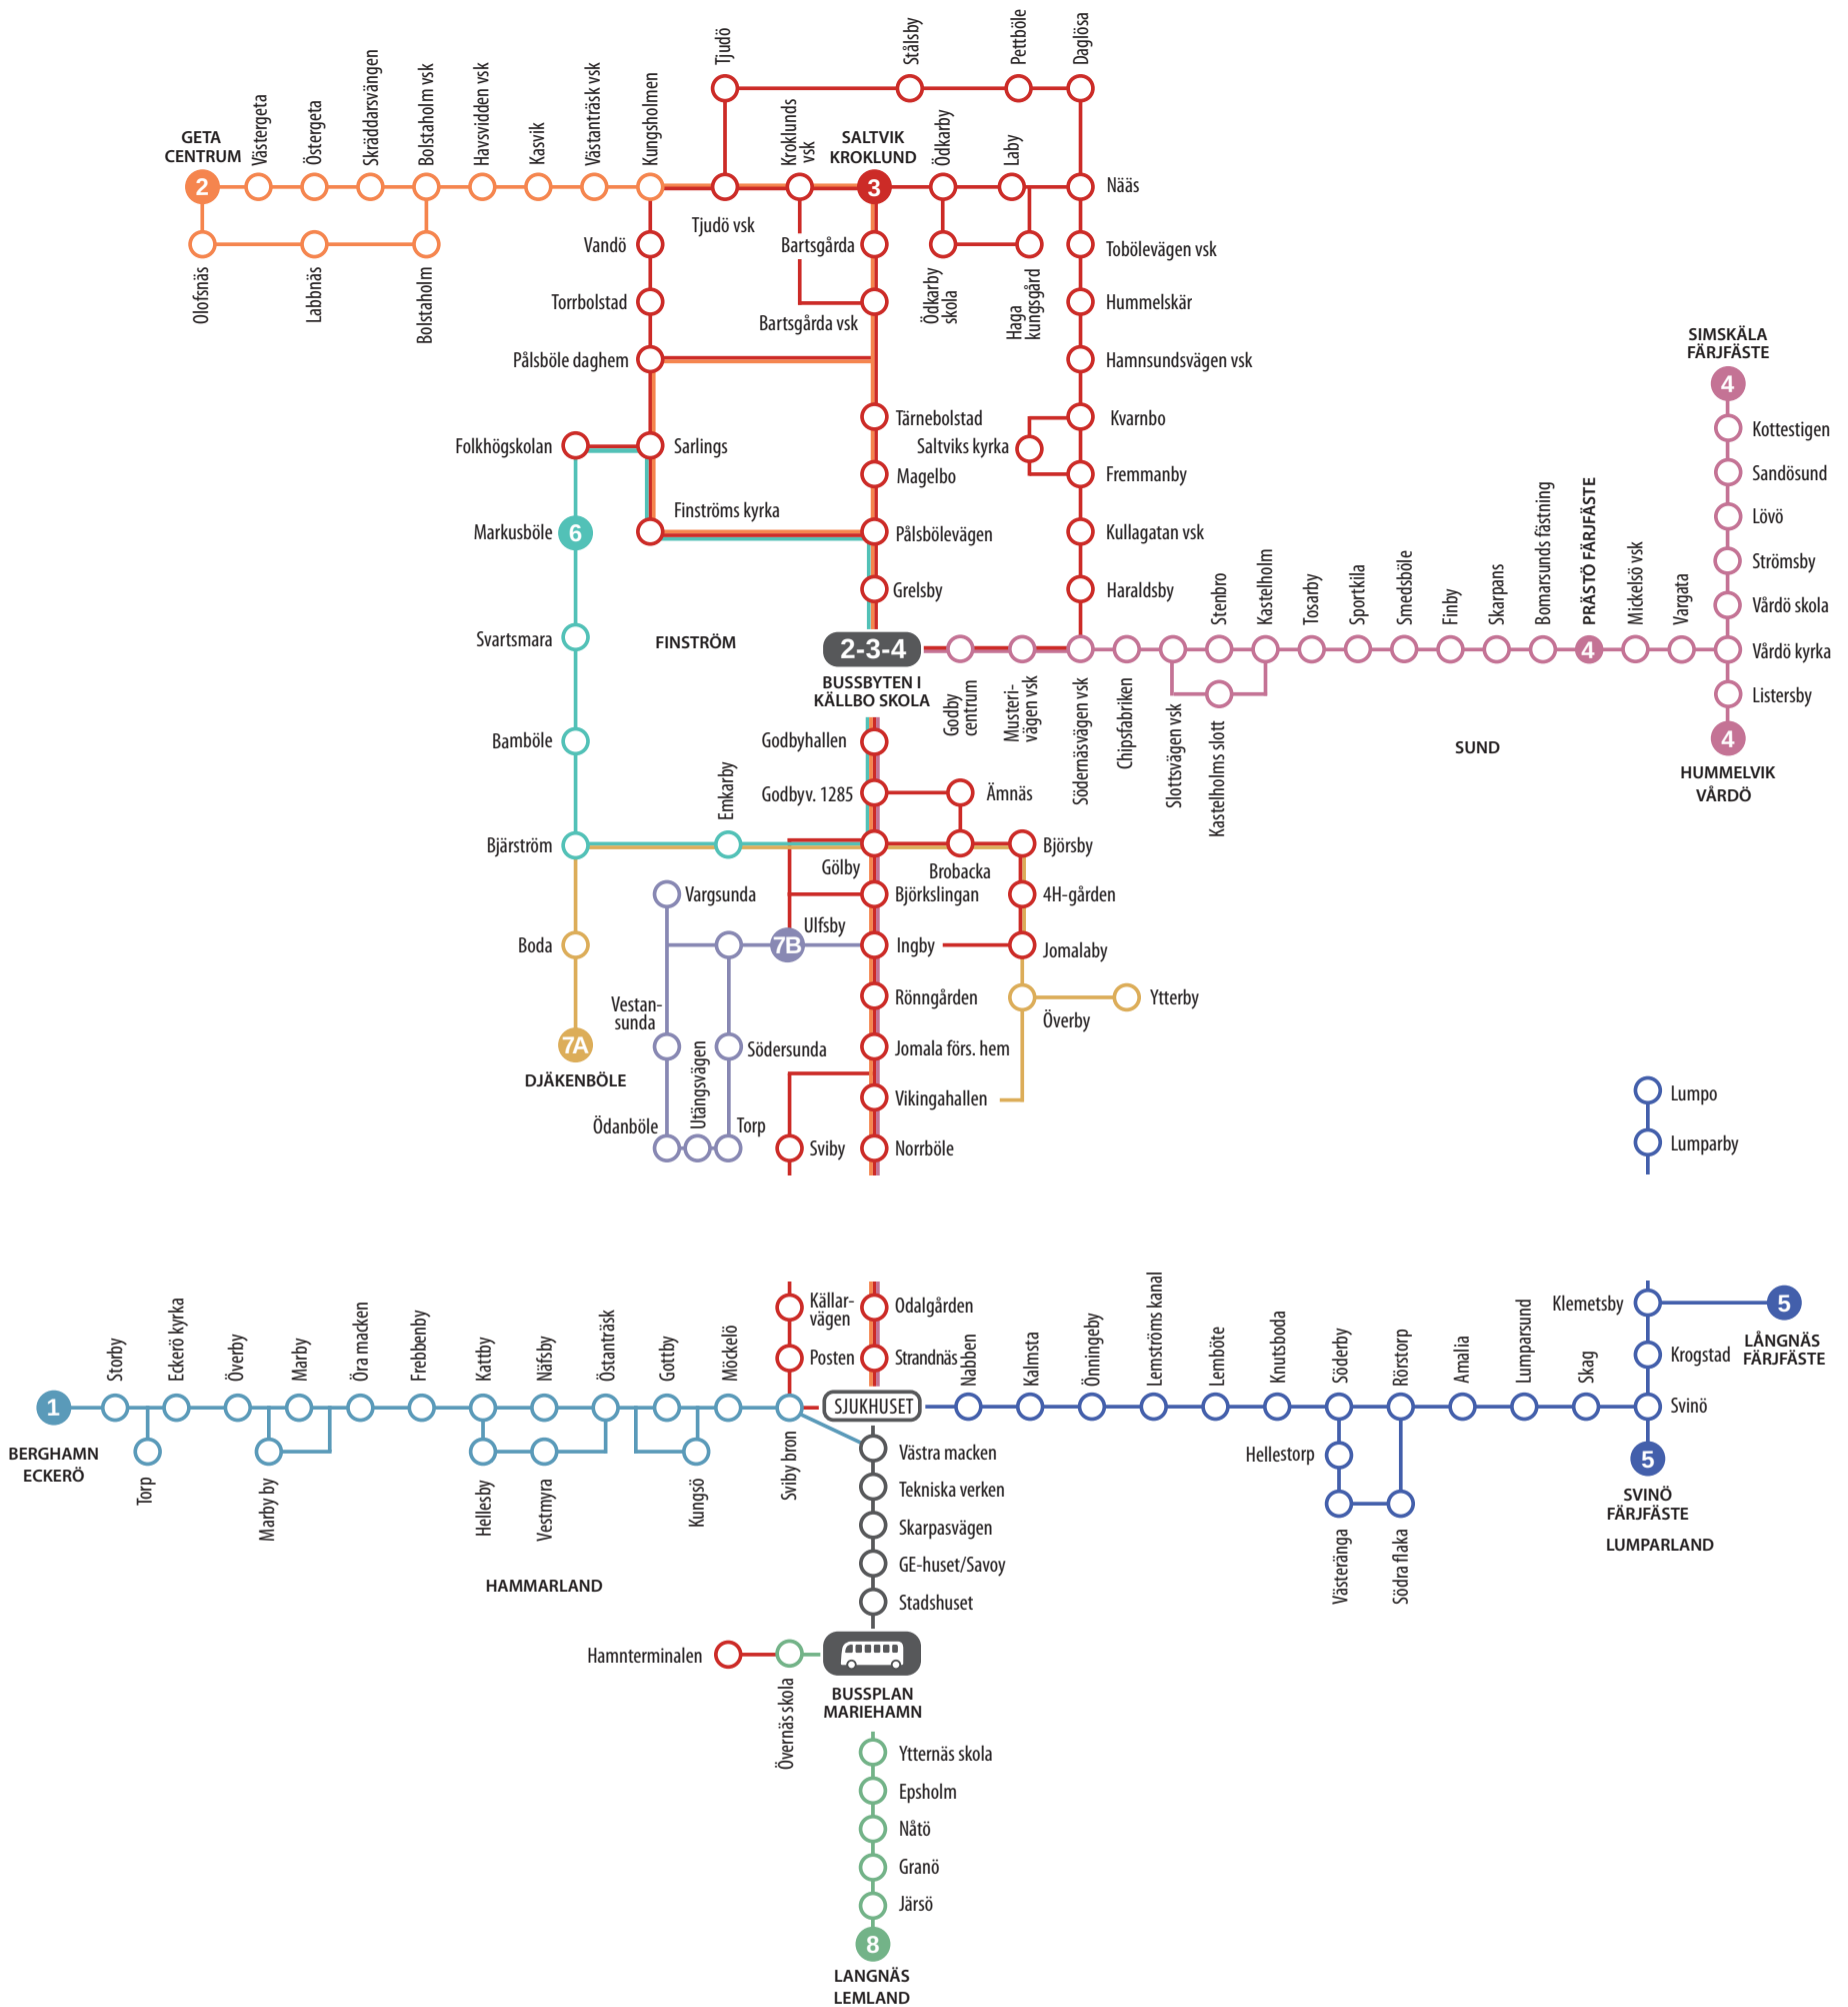 Tjudö
Stålsby
Pettböle
Daglösa
GETA
CENTRUM
Västergeta
Östergeta
Skräddarsvängen
Bolstaholm vsk
Havsvidden vsk
Kasvik
Västanträsk vsk
Kungsholmen
Kroklunds
vsk
SALTVIK
KROKLUND
Ödkarby
Laby
2
3
Nääs
Tjudö vsk
Vandö
Bartsgårda
Tobölevägen vsk
Olofsnäs
Labbnäs
Bolstaholm
Ödkarby
skola
Haga
kungsgård
Torrbolstad
Bartsgårda vsk
Hummelskär
Pålsböle daghem
Hamnsundsvägen vsk
SIMSKÄLA
FÄRJFÄSTE
4
Tärnebolstad
Kvarnbo
Kottestigen
Folkhögskolan
Sarlings
Saltviks kyrka
Magelbo
Fremmanby
Sandösund
Finströms kyrka
Lövö
Markusböle
6
Pålsbölevägen
Kullagatan vsk
Strömsby
Grelsby
Haraldsby
Vårdö skola
Stenbro
Kastelholm
Tosarby
Sportkila
Smedsböle
Finby
Skarpans
Bomarsunds fästning
PRÄSTÖ FÄRJFÄSTE
Mickelsö vsk
Vargata
Svartsmara
FINSTRÖM
2-3-4
4
Vårdö kyrka
BUSSBYTEN I
KÄLLBO SKOLA
Godby
centrum
Musteri-
vägen vsk
Södernäsvägen vsk
Chipsfabriken
Slottsvägen vsk
Kastelholms slott
Listersby
4
HUMMELVIK
VÅRDÖ
SUND
Bamböle
Godbyhallen
Emkarby
Godbyv. 1285
Ämnäs
Bjärström
Gölby
Brobacka
Björsby
Vargsunda
Björkslingan
4H-gården
Ulfsby
Boda
7B
Ingby
Jomalaby
Vestan-
sunda
Rönngården
Överby
Ytterby
7A
DJÄKENBÖLE
Utängsvägen
Södersunda
Jomala förs. hem
Ödanböle
Torp
Vikingahallen
Sviby
Norrböle
Lumpo
Lumparby
Källar-
vägen
Odalgården
Posten
Strandnäs
Klemetsby
5
LÅNGNÄS
FÄRJFÄSTE
Krogstad
Storby
Eckerö kyrka
Överby
Marby
Öra macken
Frebbenby
Kattby
Näfsby
Östanträsk
Gottby
Möckelö
Nabben
Kalmsta
Önningeby
Lemströms kanal
Lemböte
Knutsboda
Söderby
Rörstorp
Amalia
Lumparsund
Skag
1
SJUKHUSET
Svinö
BERGHAMN
ECKERÖ
Torp
Marby by
Hellesby
Vestmyra
Kungsö
Sviby bron
Västra macken
Hellestorp
5
Tekniska verken
Skarpasvägen
Västeränga
Södra flaka
SVINÖ
FÄRJFÄSTE
LUMPARLAND
GE-huset/Savoy
HAMMARLAND
Stadshuset
Hamnterminalen
Övernäs skola
BUSSPLAN
MARIEHAMN
Ytternäs skola
Epsholm
Nåtö
Granö
Järsö
8
LANGNÄS
LEMLAND